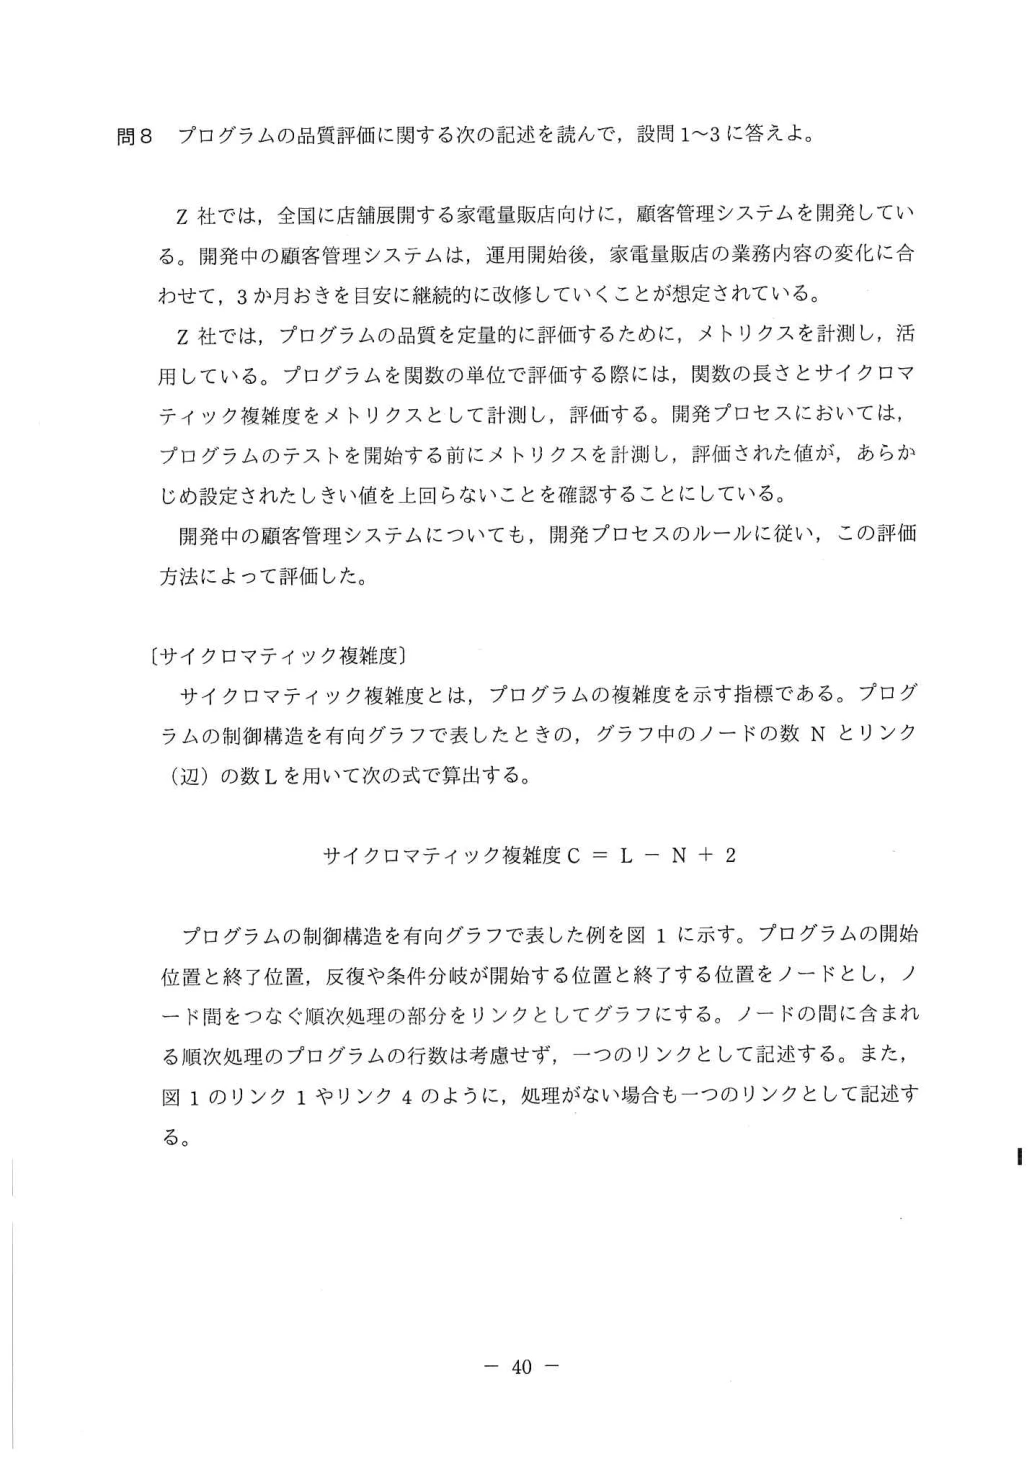 問8 プログラムの品質評価に関する次の記述を読んで，設問1～3に答えよ。
Z 社では，全国に店舗展開する家電量販店向けに，顧客管理システムを開発してい
る。開発中の顧客管理システムは，運用開始後，家電量販店の業務内容の変化に合
わせて，3か月おきを目安に継続的に改修していくことが想定されている。
Z 社では，プログラムの品質を定量的に評価するために，メトリクスを計測し，活
用している。プログラムを関数の単位で評価する際には，関数の長さとサイクロマ
ティック複雑度をメトリクスとして計測し，評価する。開発プロセスにおいては，
プログラムのテストを開始する前にメトリクスを計測し，評価された値が，あらか
じめ設定されたしきい値を上回らないことを確認することにしている。
開発中の顧客管理システムについても，開発プロセスのルールに従い，この評価
方法によって評価した。
〔サイクロマティック複雑度〕
サイクロマティック複雑度とは，プログラムの複雑度を示す指標である。プログ
ラムの制御構造を有向グラフで表したときの，グラフ中のノードの数 N とリンク
（辺）の数 L を用いて次の式で算出する。
サイクロマティック複雑度 C ＝ L － N ＋ 2
プログラムの制御構造を有向グラフで表した例を図 1 に示す。プログラムの開始
位置と終了位置，反復や条件分岐が開始する位置と終了する位置をノードとし，ノ
ード間をつなぐ順次処理の部分をリンクとしてグラフにする。ノードの間に含まれ
る順次処理のプログラムの行数は考慮せず，一つのリンクとして記述する。また，
図 1 のリンク 1 やリンク 4 のように，処理がない場合も一つのリンクとして記述す
る。
－ 40 －